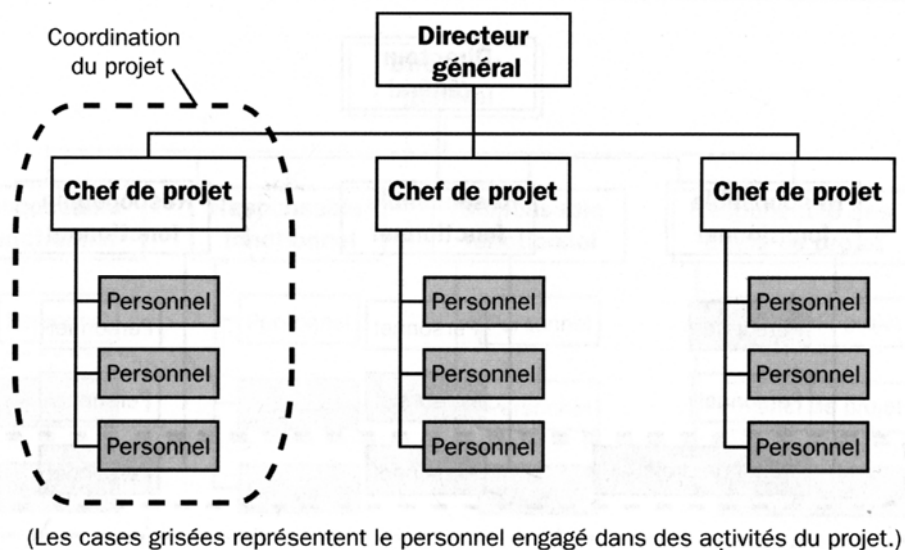 Coordination
du projet
Directeur
général
Chef de projet
Chef de projet
Chef de projet
Personnel
Personnel
Personnel
Personnel
Personnel
Personnel
Personnel
Personnel
Personnel
(Les cases grisées représentent le personnel engagé dans des activités du projet.)